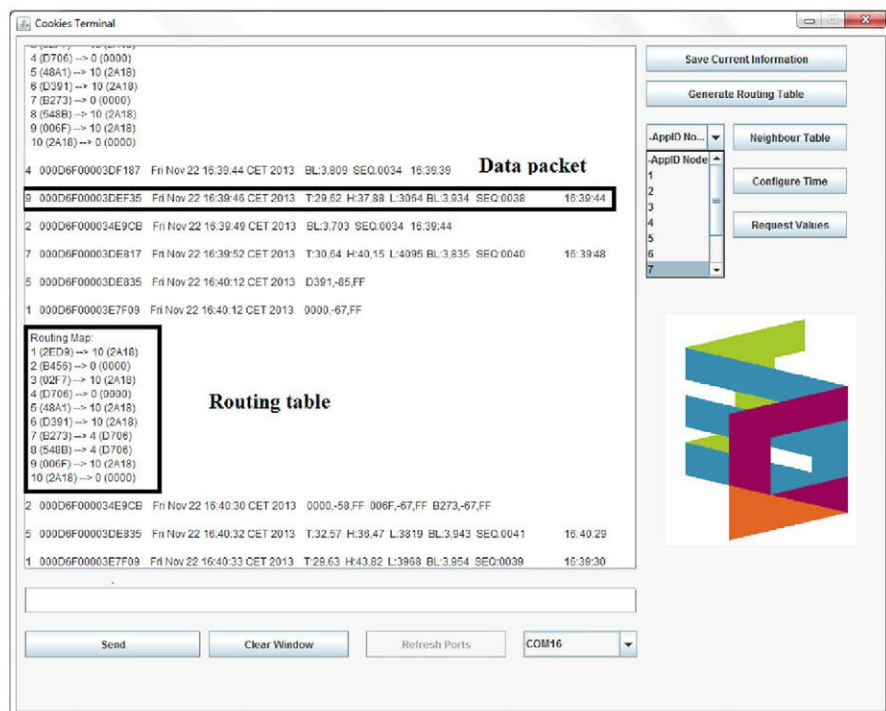 Cookies Terminal
4 (D706) --> 0 (0000)
5 (48A1) --> 10 (2A18)
6 (D391) --> 10 (2A18)
7 (B273) --> 0 (0000)
8 (548B) --> 10 (2A18)
9 (006F) --> 10 (2A18)
10 (2A18) --> 0 (0000)
4 000D6F00003DF187 Fri Nov 22 16:39:44 CET 2013 BL:3.809 SEQ:0034 16:39:39
Data packet
9 000D6F00003DEF35 Fri Nov 22 16:39:46 CET 2013 T:29,62 H:37,88 L:3064 BL:3,934 SEQ:0038 16:39:44
2 000D6F000034E9CB Fri Nov 22 16:39:49 CET 2013 BL:3,703 SEQ:0034 16:39:44
7 000D6F00003DE817 Fri Nov 22 16:39:52 CET 2013 T:30,64 H:40,15 L:4095 BL:3,835 SEQ:0040 16:39:48
5 000D6F00003DE835 Fri Nov 22 16:40:12 CET 2013 D391,-85,FF
1 000D6F00003E7F09 Fri Nov 22 16:40:12 CET 2013 0000,-67,FF
Routing Map:
1 (2ED9) --> 10 (2A18)
2 (B456) --> 0 (0000)
3 (02F7) --> 10 (2A18)
4 (D706) --> 0 (0000)
5 (48A1) --> 10 (2A18)
6 (D391) --> 10 (2A18)
7 (B273) --> 4 (D706)
8 (548B) --> 4 (D706)
9 (006F) --> 10 (2A18)
10 (2A18) --> 0 (0000)
Routing table
2 000D6F000034E9CB Fri Nov 22 16:40:30 CET 2013 0000,-58,FF 006F,-67,FF B273,-67,FF
5 000D6F00003DE835 Fri Nov 22 16:40:32 CET 2013 T:32,57 H:36,47 L:3819 BL:3,943 SEQ:0041 16:40:29
1 000D6F00003E7F09 Fri Nov 22 16:40:33 CET 2013 T:29,63 H:43,82 L:3968 BL:3,954 SEQ:0039 16:39:30
Send
Clear Window
Refresh Ports
COM16
Save Current Information
Generate Routing Table
-AppID No...
Neighbour Table
-AppID Node
1
2
3
4
5
6
7
Configure Time
Request Values